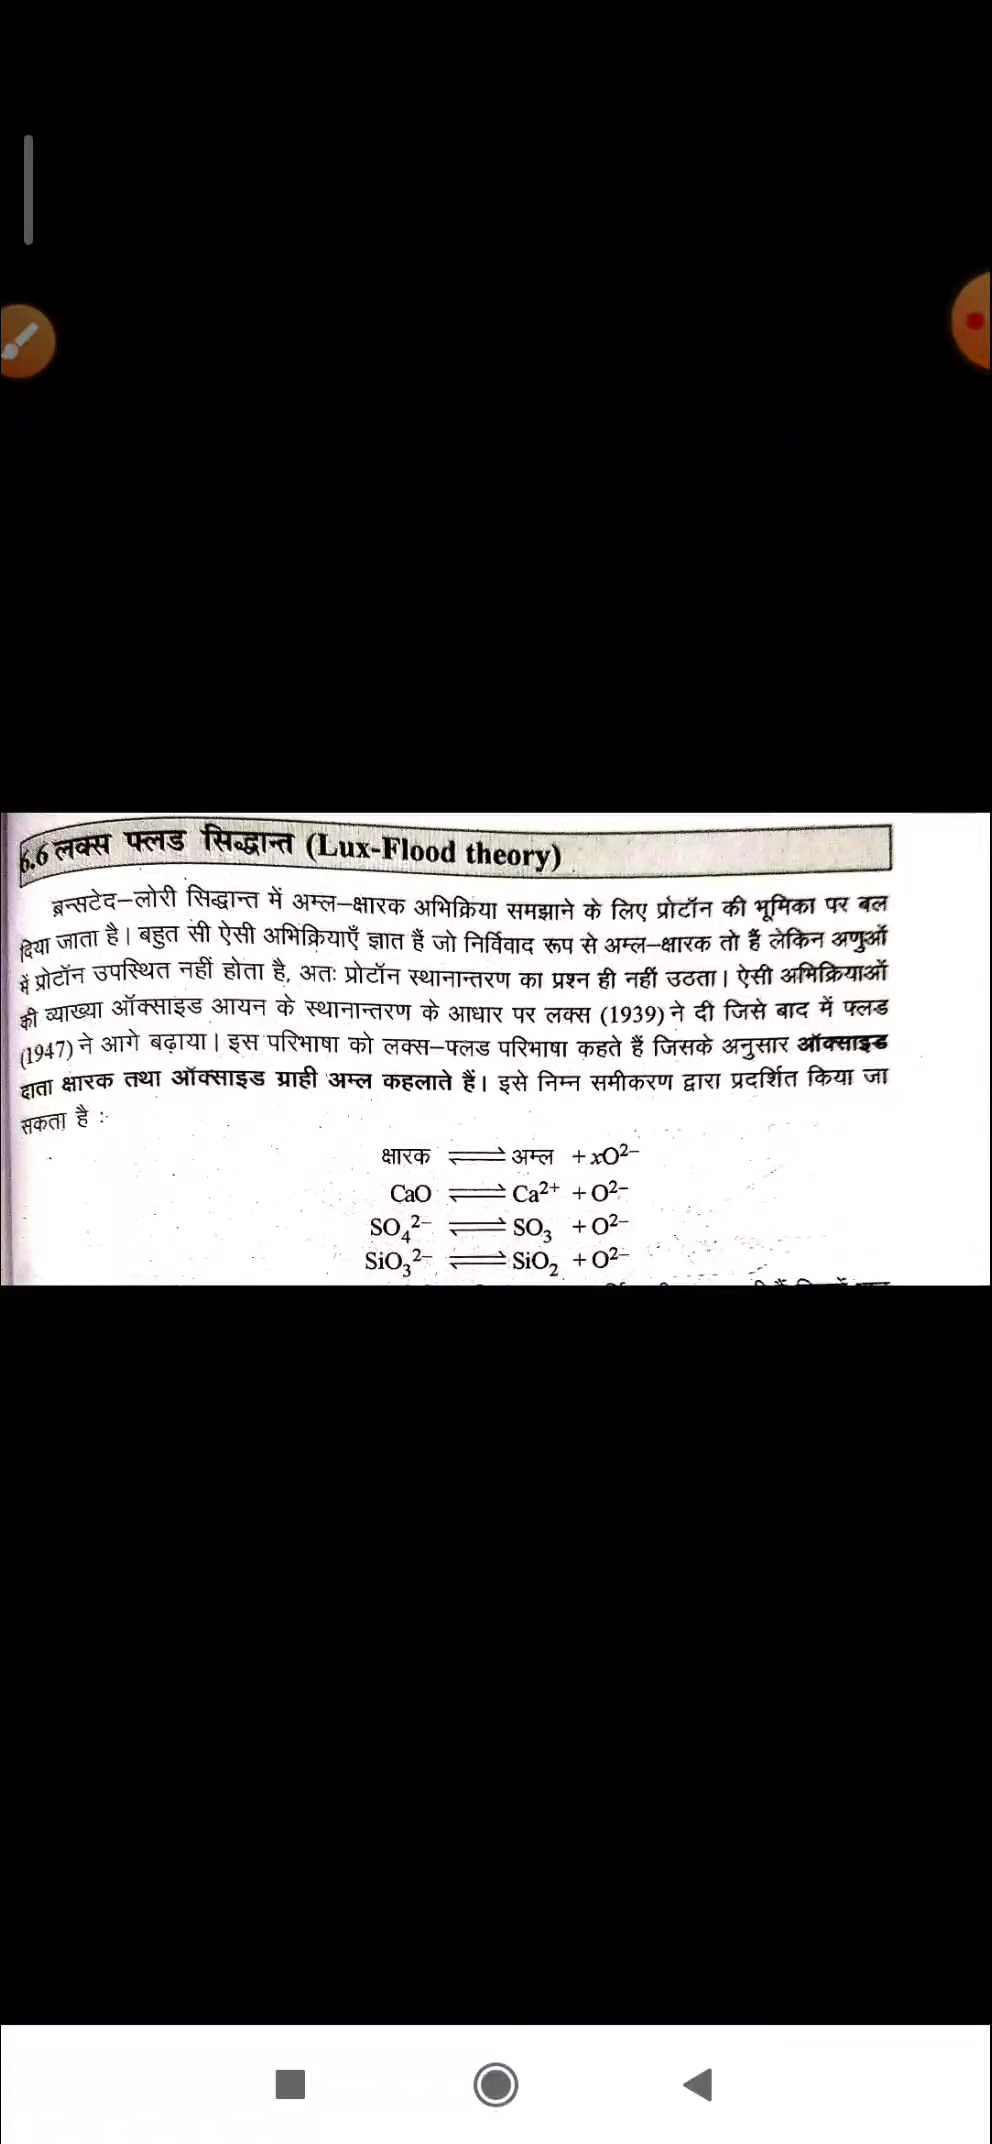 6.6 लक्स फ्लड सिद्धान्त (Lux-Flood theory)
ब्रन्सटेद–लोरी सिद्धान्त में अम्ल–क्षारक अभिक्रिया समझाने के लिए प्रोटॉन की भूमिका पर बल
दिया जाता है। बहुत सी ऐसी अभिक्रियाएँ ज्ञात हैं जो निर्विवाद रूप से अम्ल–क्षारक तो हैं लेकिन अणुओं
में प्रोटॉन उपस्थित नहीं होता है, अतः प्रोटॉन स्थानान्तरण का प्रश्न ही नहीं उठता। ऐसी अभिक्रियाओं
की व्याख्या ऑक्साइड आयन के स्थानान्तरण के आधार पर लक्स (1939) ने दी जिसे बाद में फ्लड
(1947) ने आगे बढ़ाया। इस परिभाषा को लक्स–फ्लड परिभाषा कहते हैं जिसके अनुसार ऑक्साइड
दाता क्षारक तथा ऑक्साइड ग्राही अम्ल कहलाते हैं। इसे निम्न समीकरण द्वारा प्रदर्शित किया जा
सकता है :
क्षारक ⇌ अम्ल + xO²⁻
CaO ⇌ Ca²⁺ + O²⁻
SO₄²⁻ ⇌ SO₃ + O²⁻
SiO₃²⁻ ⇌ SiO₂ + O²⁻